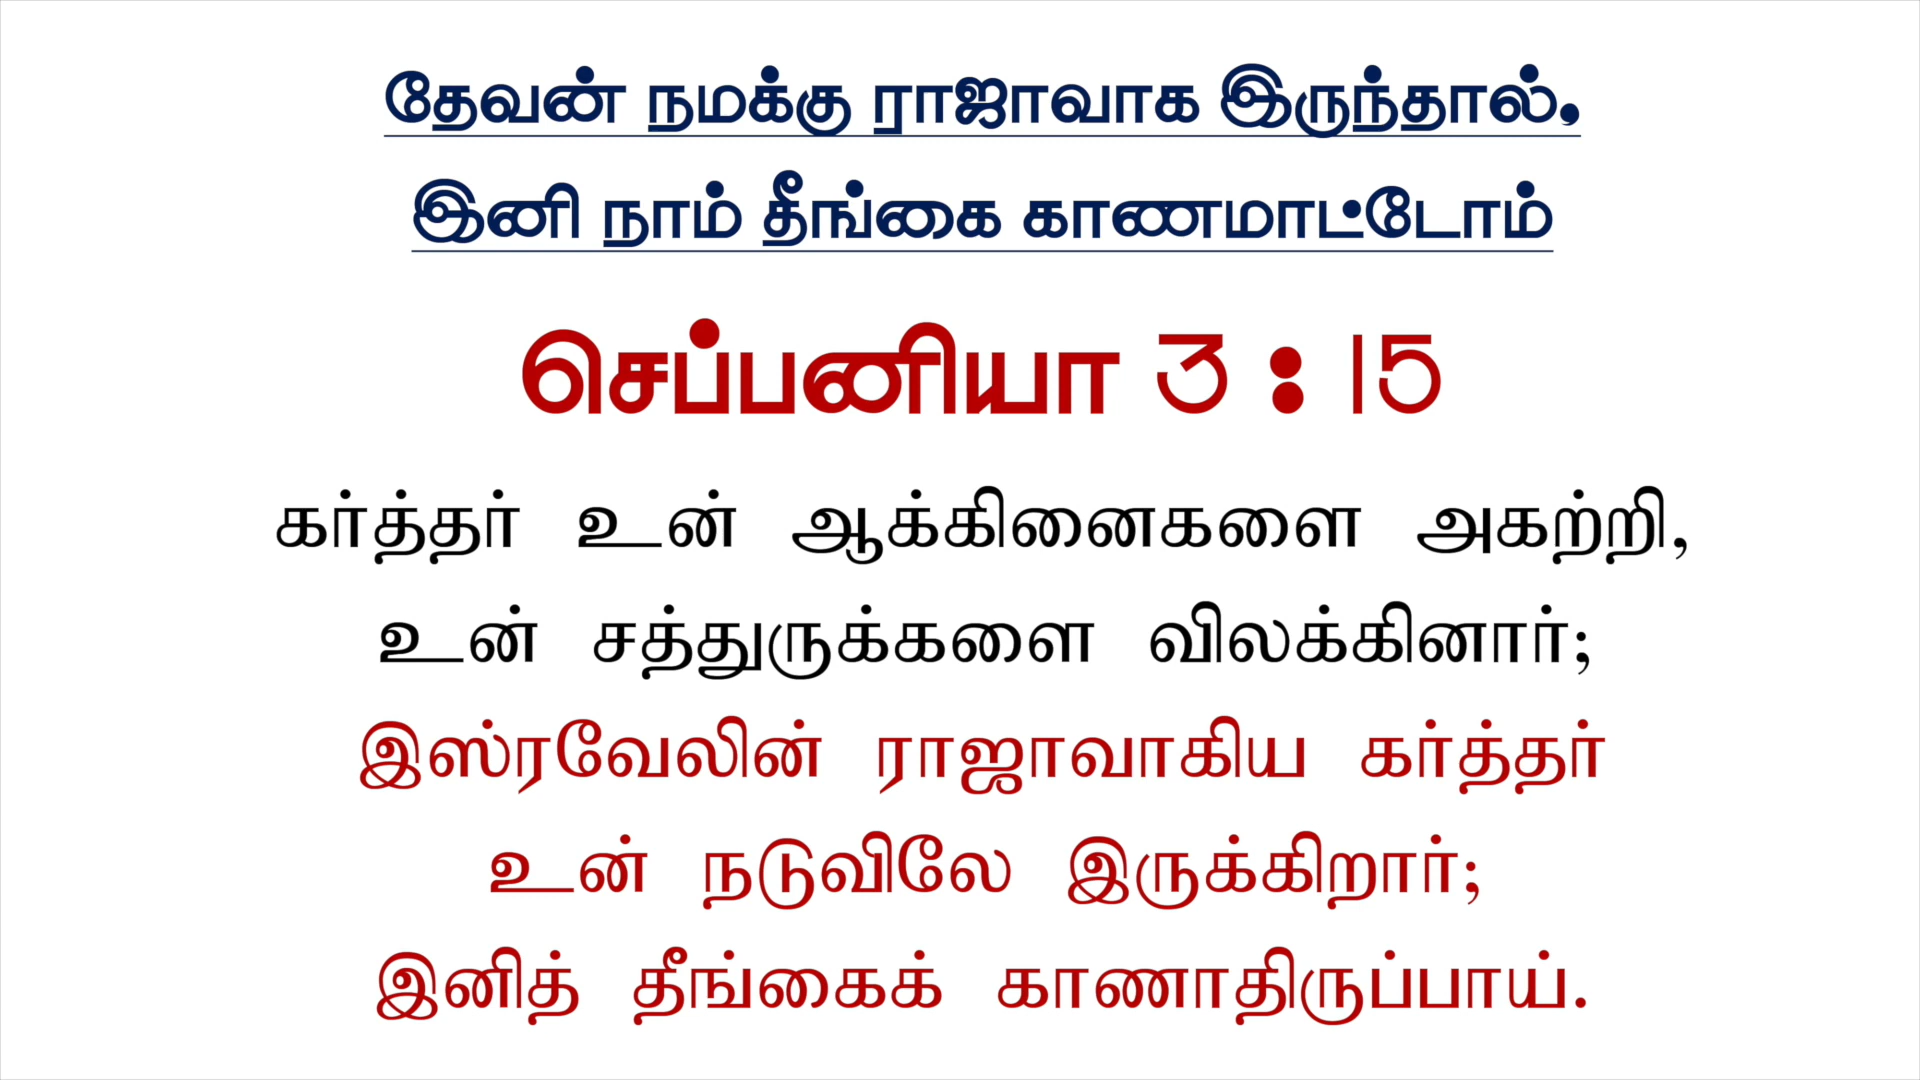 தேவன் நமக்கு ராஜாவாக இருந்தால்,
இனி நாம் தீங்கை காணமாட்டோம்
செப்பனியா 3 : 15
கர்த்தர் உன் ஆக்கினைகளை அகற்றி,
உன் சத்துருக்களை விலக்கினார்;
இஸ்ரவேலின் ராஜாவாகிய கர்த்தர்
உன் நடுவிலே இருக்கிறார்;
இனித் தீங்கைக் காணாதிருப்பாய்.